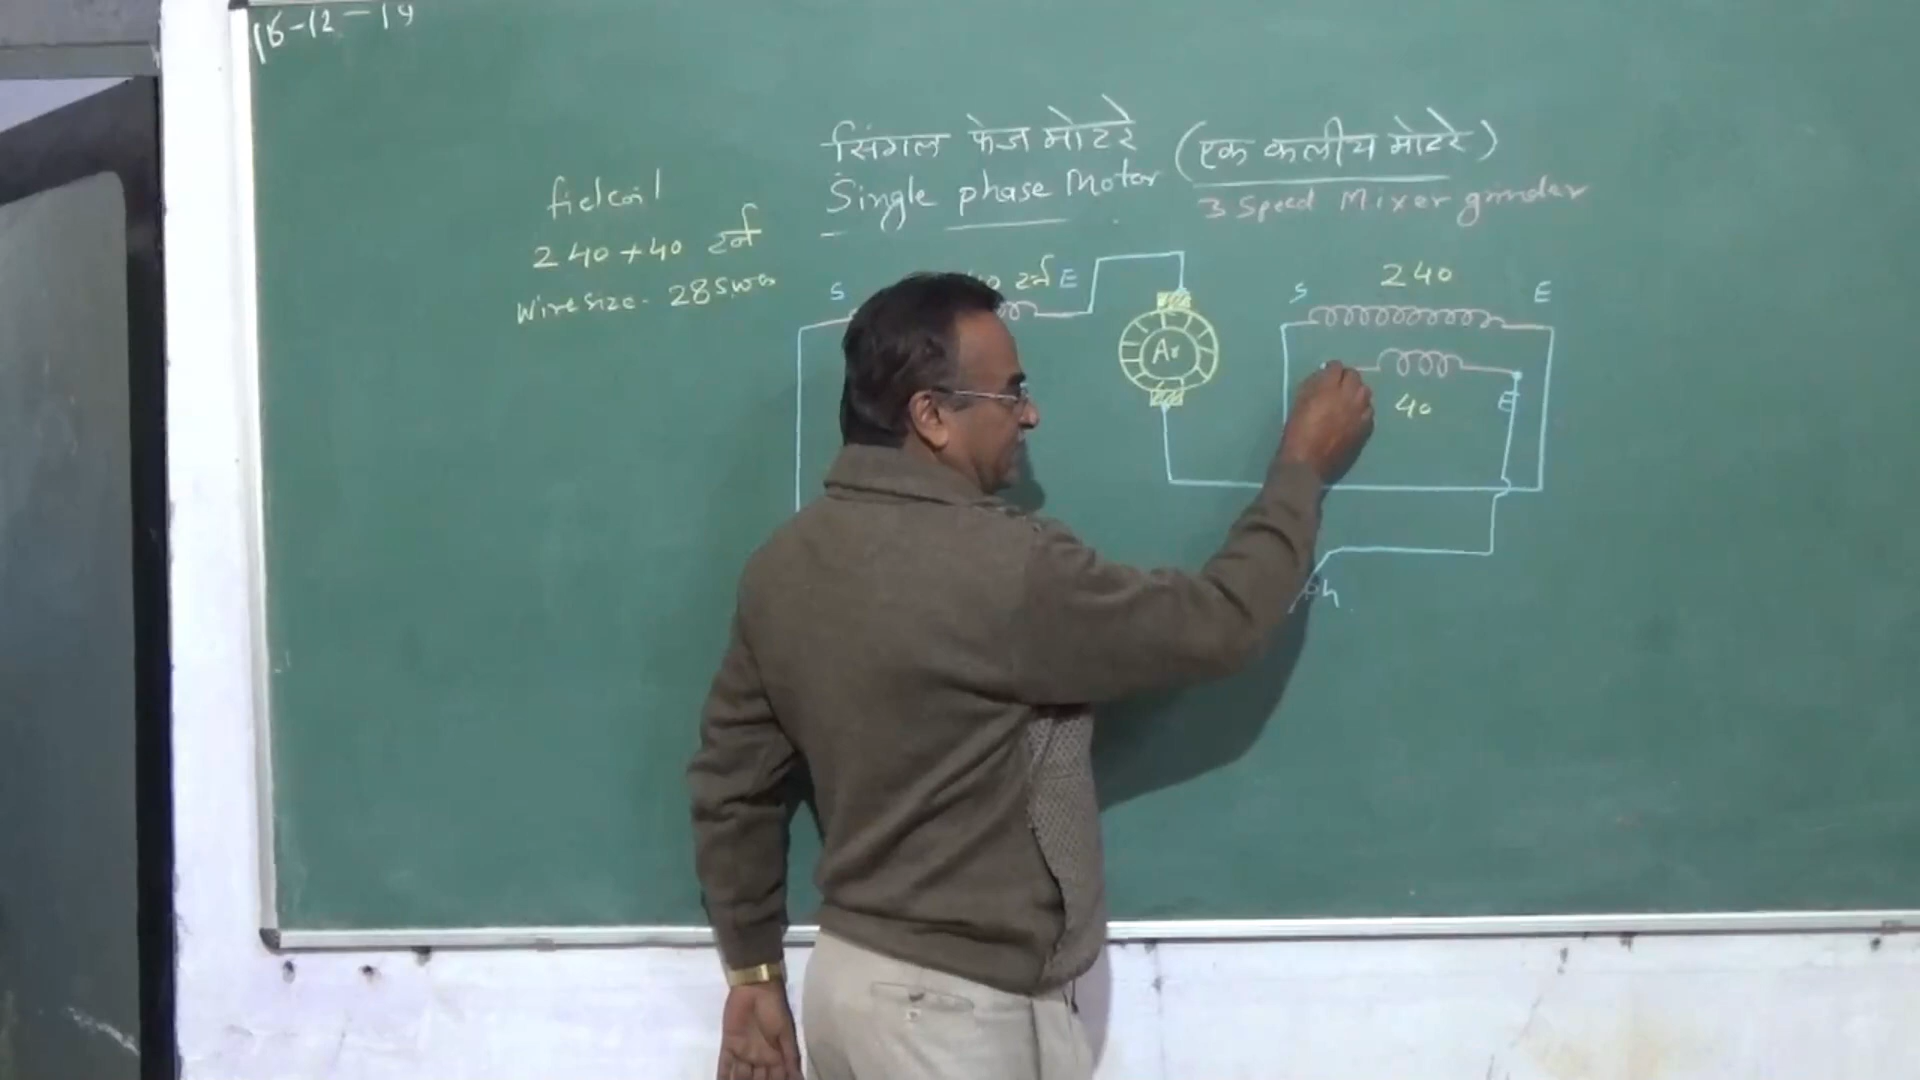 16-12-19
सिंगल फेज मोटरे (एक कलीय मोटरे)
Single phase Motor
3 Speed Mixer grinder
fielcoil
240+40 टर्न
Wire size - 28 swg
S
टर्न E
Ar
240
S E
40
E
Ph